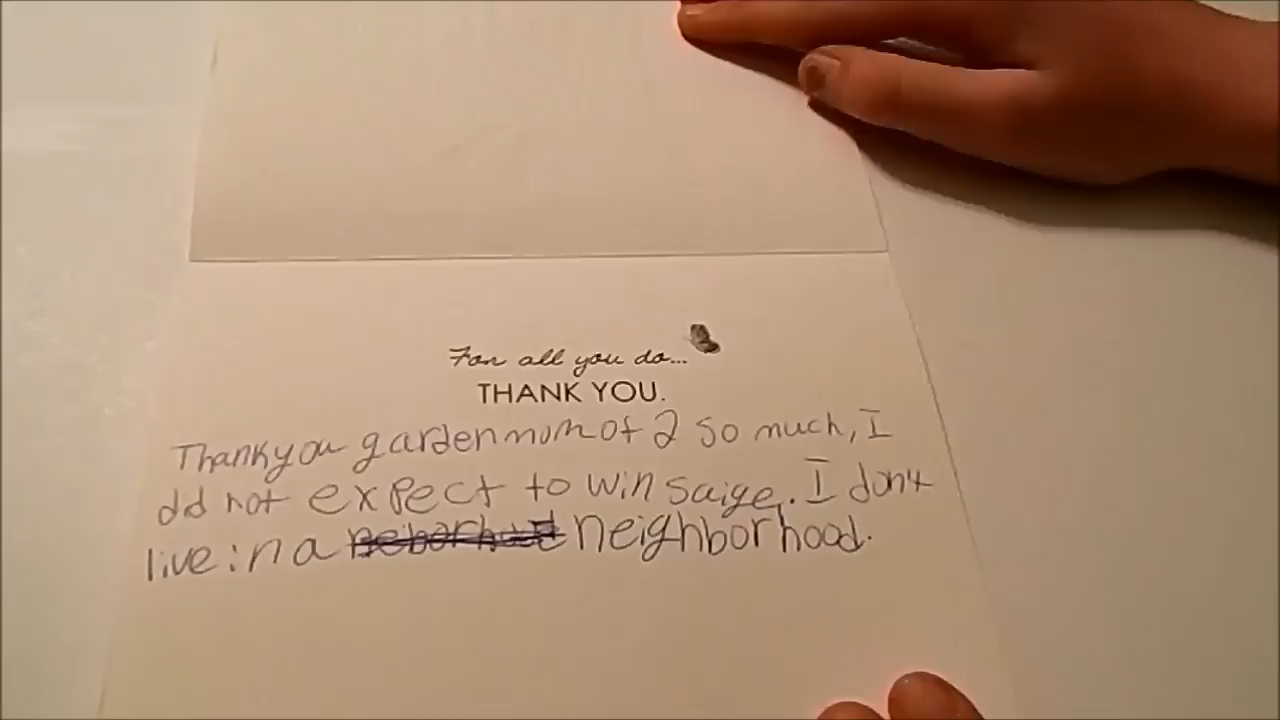 For all you do...
THANK YOU.
Thankyou gardenmom of 2 so much, I
did not expect to win saige. I don't
live in a neborhood neighborhood.